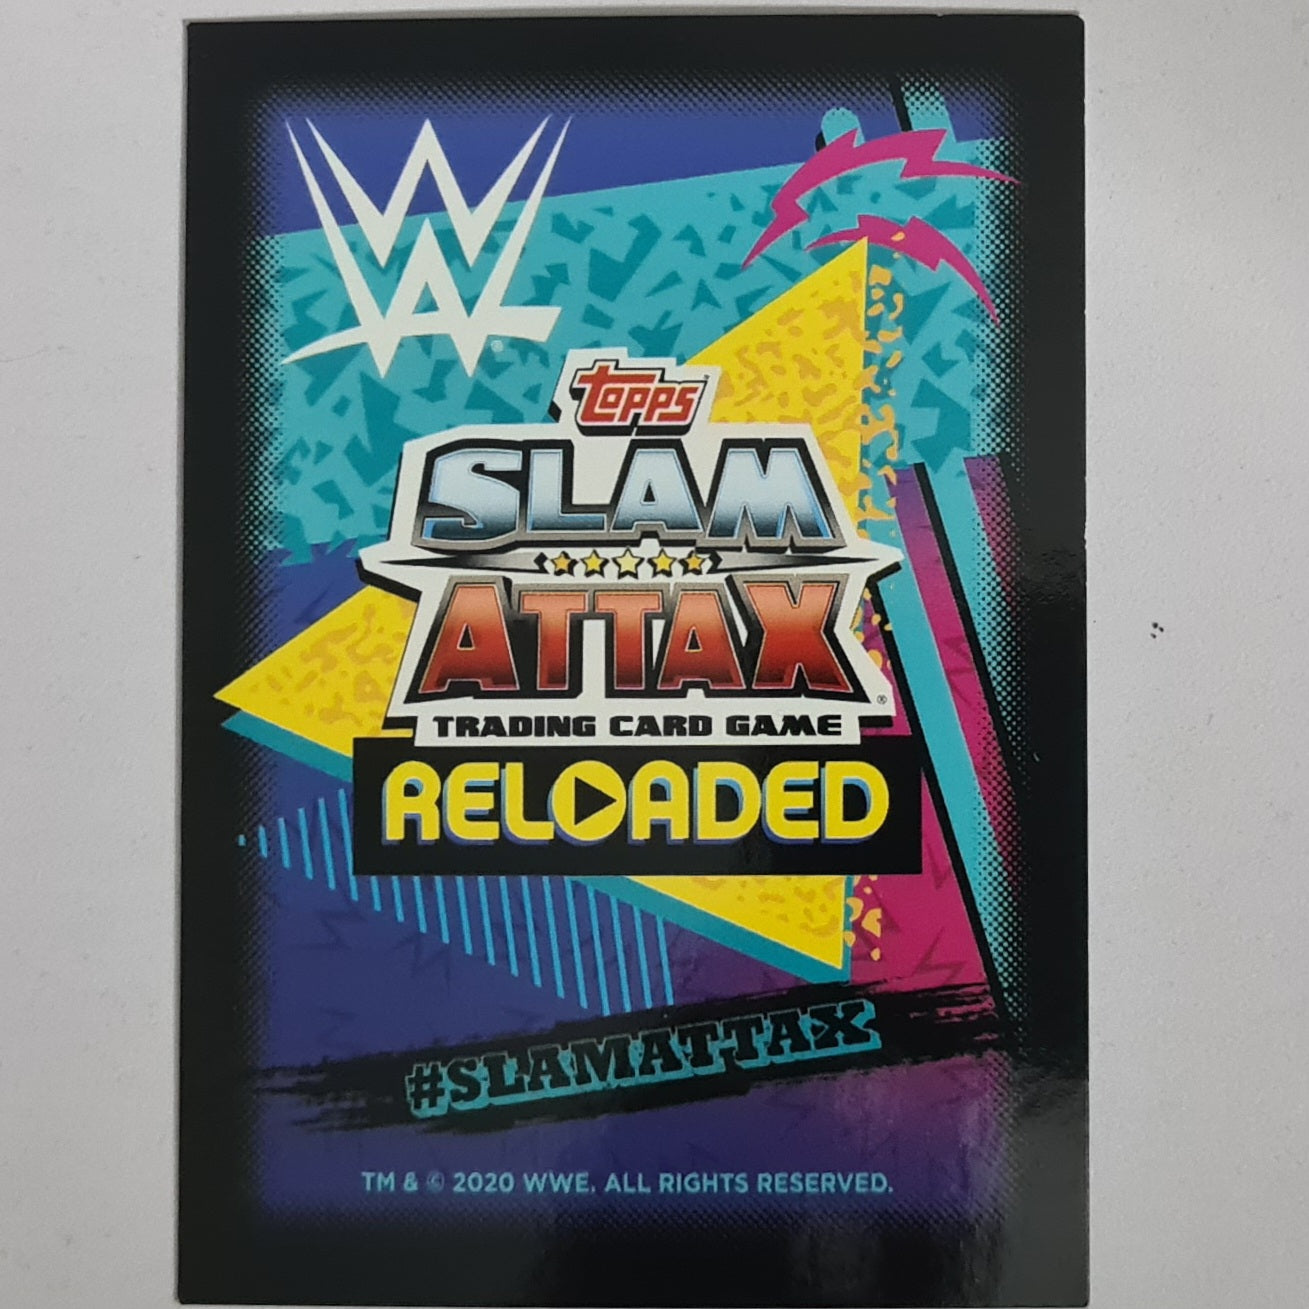 W
topps
SLAM
ATTAX
TRADING CARD GAME
RELOADED
#SLAMATTAX
TM & © 2020 WWE. ALL RIGHTS RESERVED.